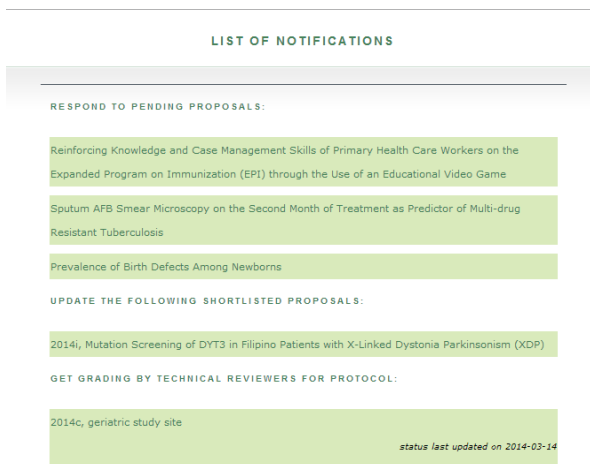 LIST OF NOTIFICATIONS
RESPOND TO PENDING PROPOSALS:
Reinforcing Knowledge and Case Management Skills of Primary Health Care Workers on the
Expanded Program on Immunization (EPI) through the Use of an Educational Video Game
Sputum AFB Smear Microscopy on the Second Month of Treatment as Predictor of Multi-drug
Resistant Tuberculosis
Prevalence of Birth Defects Among Newborns
UPDATE THE FOLLOWING SHORTLISTED PROPOSALS:
2014i, Mutation Screening of DYT3 in Filipino Patients with X-Linked Dystonia Parkinsonism (XDP)
GET GRADING BY TECHNICAL REVIEWERS FOR PROTOCOL:
2014c, geriatric study site
status last updated on 2014-03-14